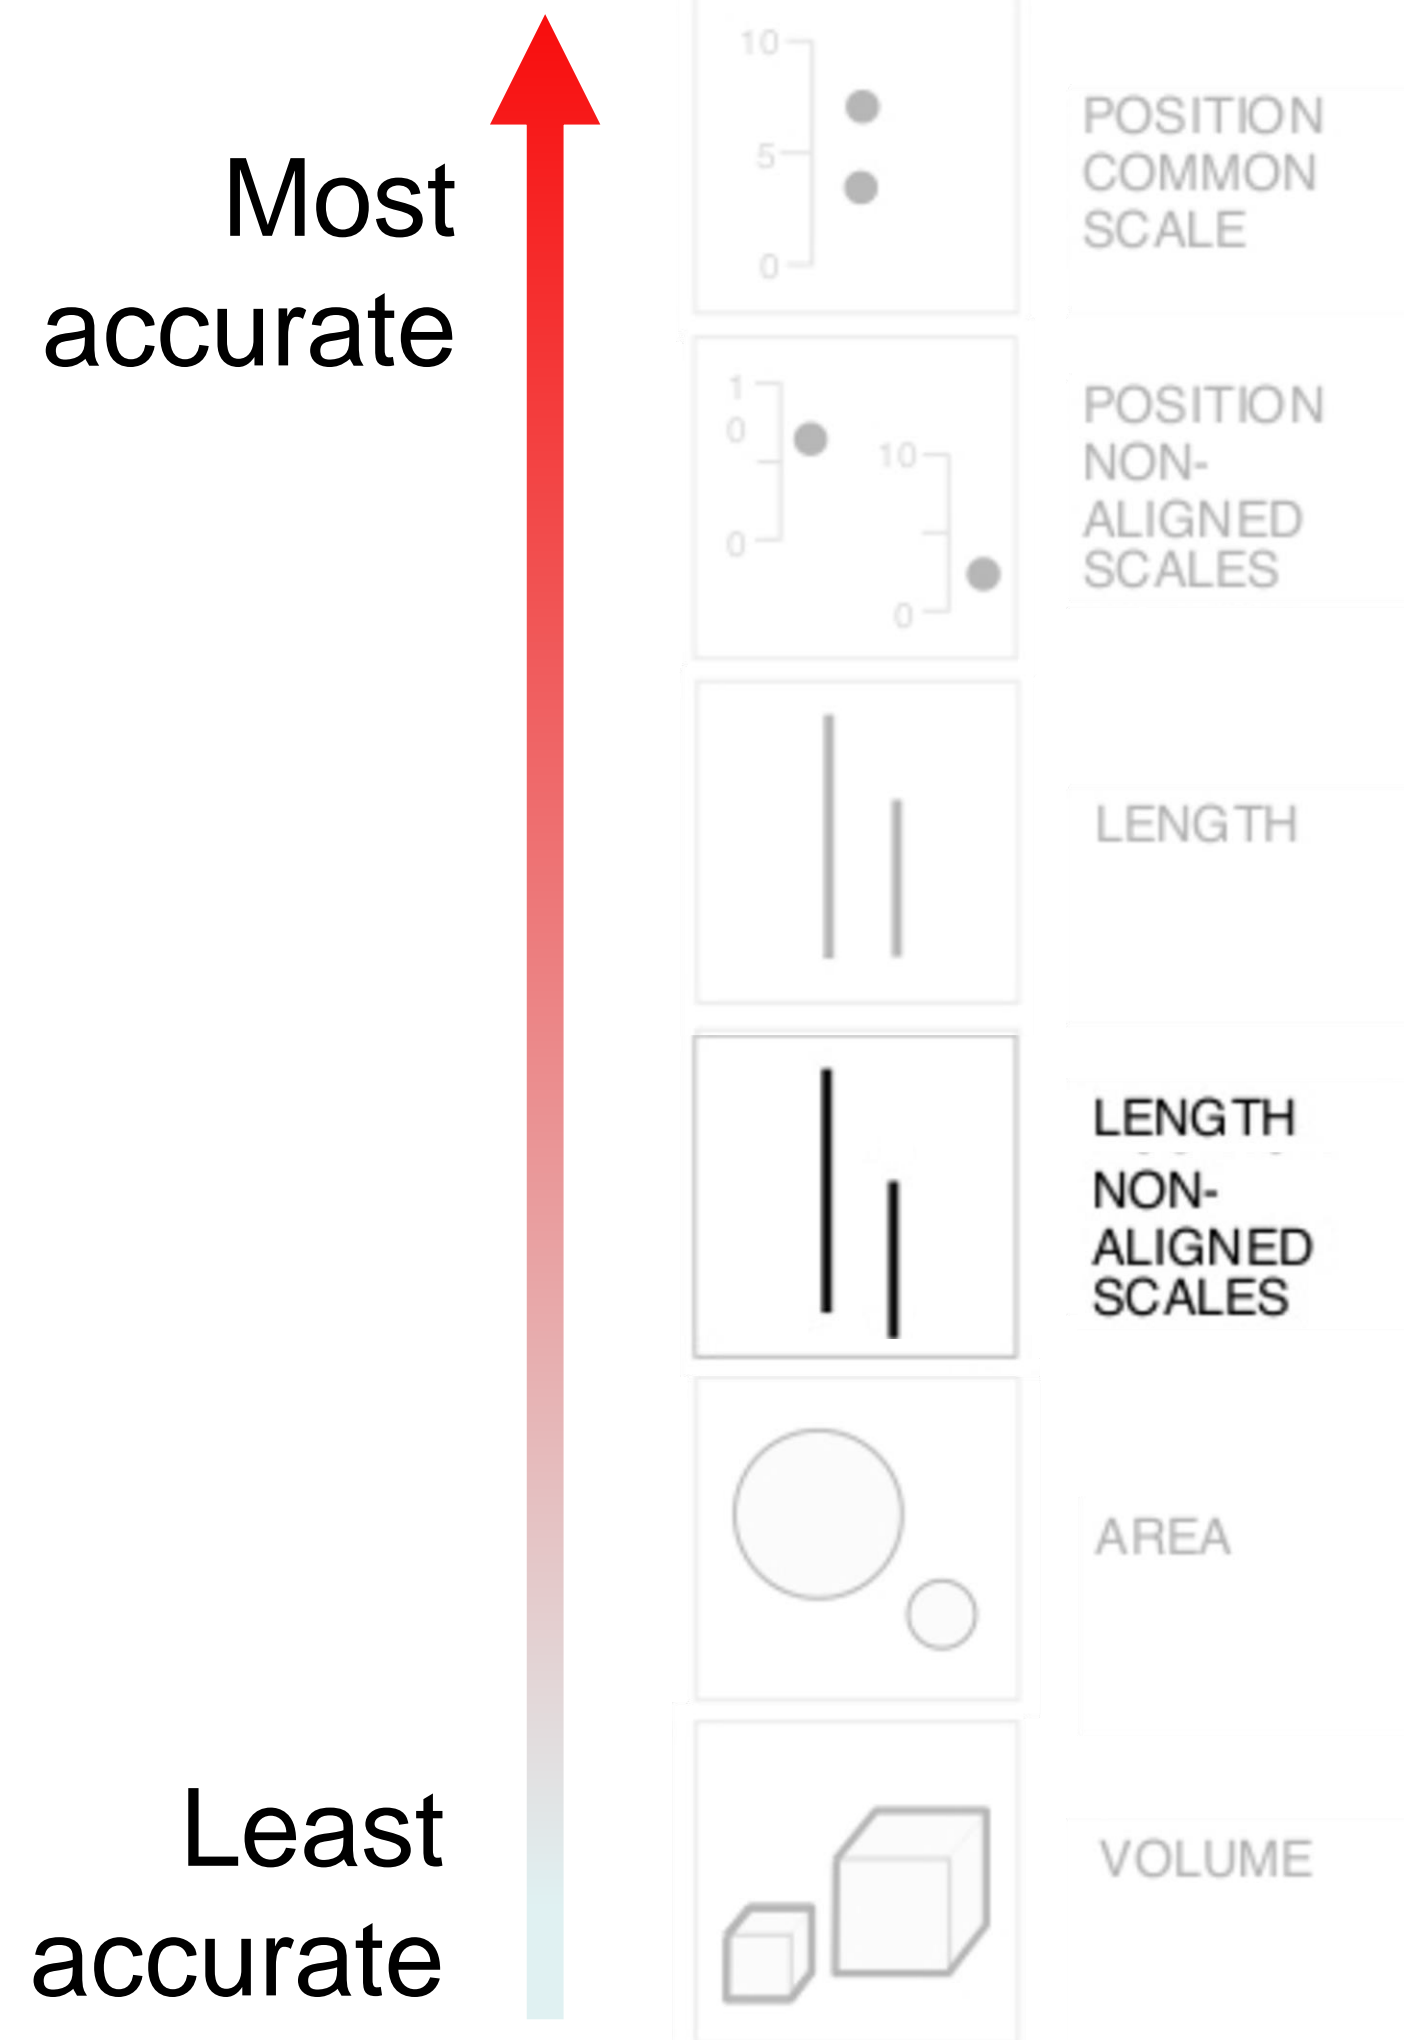 Most
accurate
10
5
0
POSITION
COMMON
SCALE
1
0
0
10
0
POSITION
NON-
ALIGNED
SCALES
LENGTH
LENGTH
NON-
ALIGNED
SCALES
AREA
Least
accurate
VOLUME